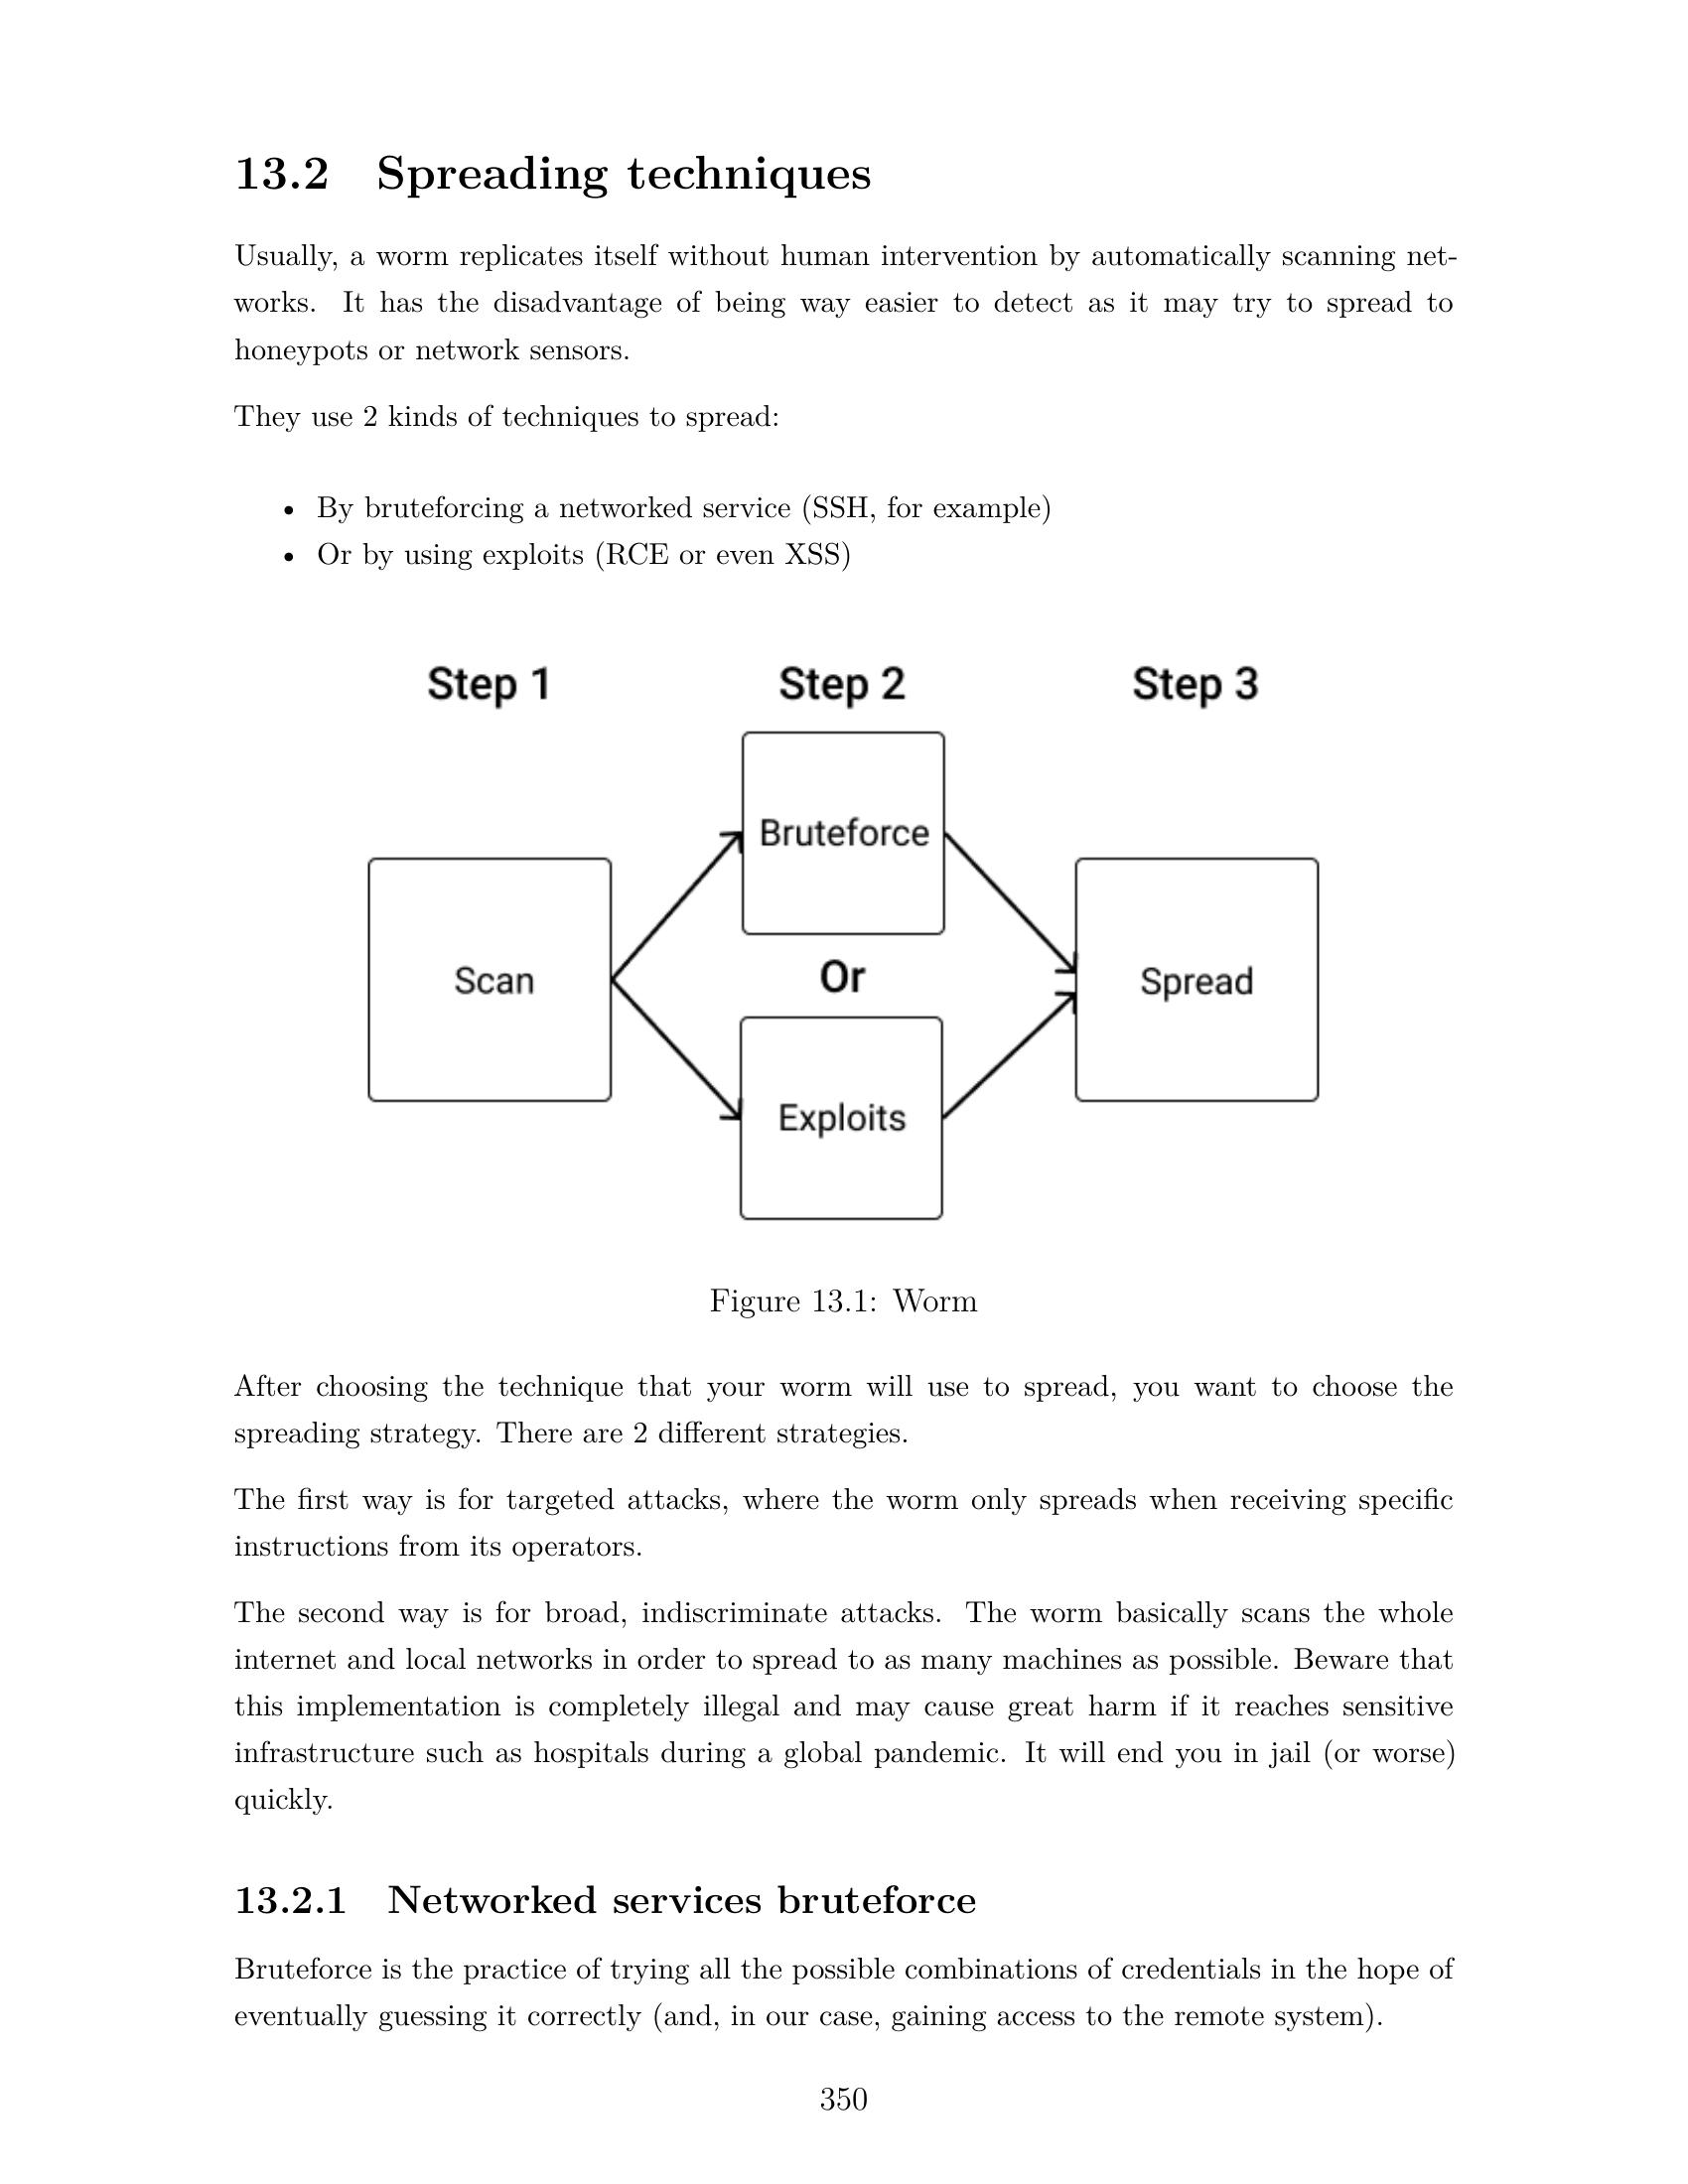 13.2 Spreading techniques
Usually, a worm replicates itself without human intervention by automatically scanning net-
works. It has the disadvantage of being way easier to detect as it may try to spread to
honeypots or network sensors.
They use 2 kinds of techniques to spread:
• By bruteforcing a networked service (SSH, for example)
• Or by using exploits (RCE or even XSS)
Step 1 Step 2 Step 3
Bruteforce
Scan Or Spread
Exploits
Figure 13.1: Worm
After choosing the technique that your worm will use to spread, you want to choose the
spreading strategy. There are 2 different strategies.
The first way is for targeted attacks, where the worm only spreads when receiving specific
instructions from its operators.
The second way is for broad, indiscriminate attacks. The worm basically scans the whole
internet and local networks in order to spread to as many machines as possible. Beware that
this implementation is completely illegal and may cause great harm if it reaches sensitive
infrastructure such as hospitals during a global pandemic. It will end you in jail (or worse)
quickly.
13.2.1 Networked services bruteforce
Bruteforce is the practice of trying all the possible combinations of credentials in the hope of
eventually guessing it correctly (and, in our case, gaining access to the remote system).
350